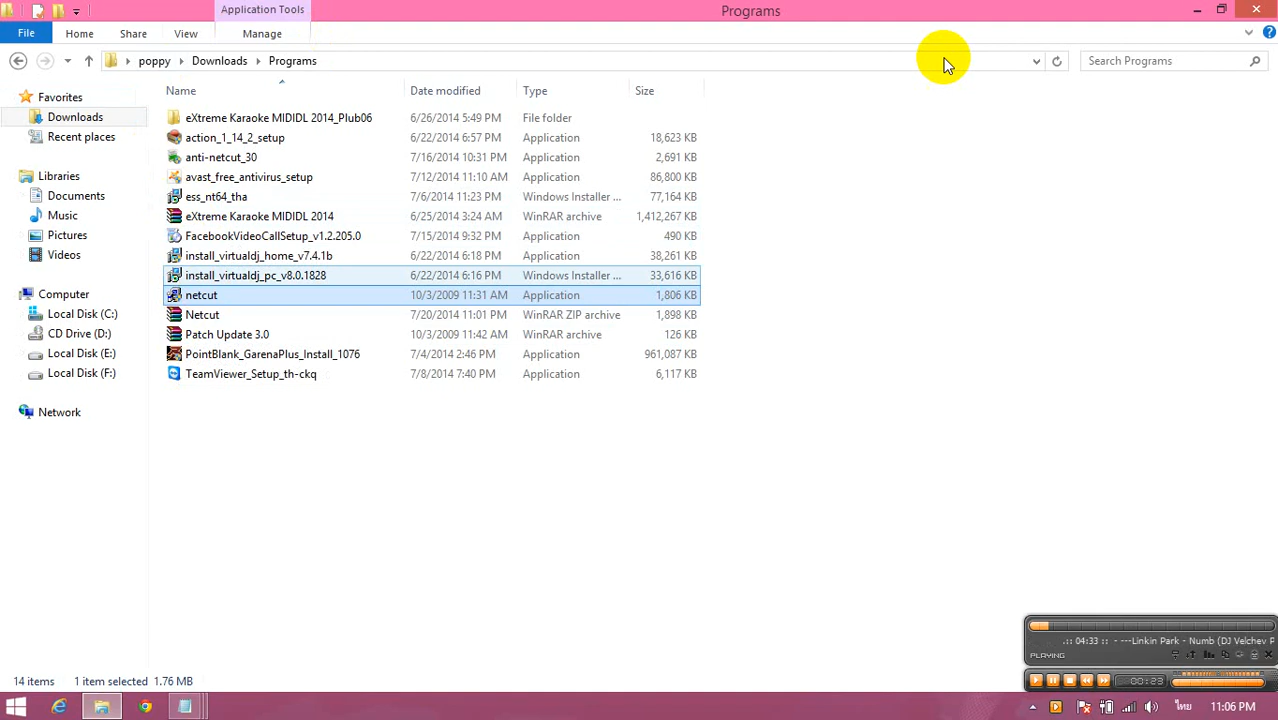 Application Tools
Programs
File Home Share View Manage
poppy Downloads Programs
Search Programs
Name Date modified Type Size
Favorites
Downloads
Recent places
Libraries
Documents
Music
Pictures
Videos
Computer
Local Disk (C:)
CD Drive (D:)
Local Disk (E:)
Local Disk (F:)
Network
eXtreme Karaoke MIDIDL 2014_Plub06 6/26/2014 5:49 PM File folder
action_1_14_2_setup 6/22/2014 6:57 PM Application 18,623 KB
anti-netcut_30 7/16/2014 10:31 PM Application 2,691 KB
avast_free_antivirus_setup 7/12/2014 11:10 AM Application 86,800 KB
ess_nt64_tha 7/6/2014 11:23 PM Windows Installer ... 77,164 KB
eXtreme Karaoke MIDIDL 2014 6/25/2014 3:24 AM WinRAR archive 1,412,267 KB
FacebookVideoCallSetup_v1.2.205.0 7/15/2014 9:32 PM Application 490 KB
install_virtualdj_home_v7.4.1b 6/22/2014 6:18 PM Application 38,261 KB
install_virtualdj_pc_v8.0.1828 6/22/2014 6:16 PM Windows Installer ... 33,616 KB
netcut 10/3/2009 11:31 AM Application 1,806 KB
Netcut 7/20/2014 11:01 PM WinRAR ZIP archive 1,898 KB
Patch Update 3.0 10/3/2009 11:42 AM WinRAR archive 126 KB
PointBlank_GarenaPlus_Install_1076 7/4/2014 2:46 PM Application 961,087 KB
TeamViewer_Setup_th-ckq 7/8/2014 7:40 PM Application 6,117 KB
.:: 04:33 :: - ---Linkin Park - Numb (DJ Velchev P
PLAYING
00:23
14 items 1 item selected 1.76 MB
ไทย 11:06 PM